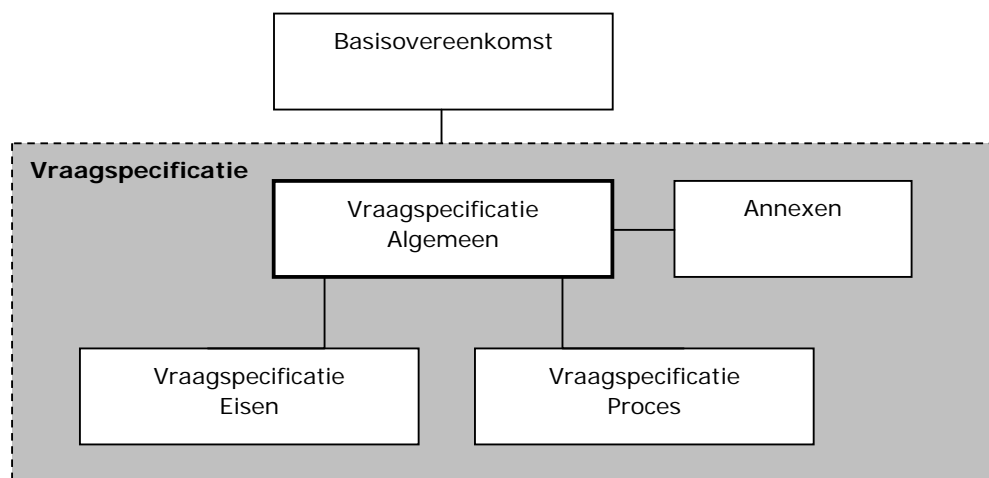 Basisovereenkomst
Vraagspecificatie
Vraagspecificatie
Algemeen
Annexen
Vraagspecificatie
Eisen
Vraagspecificatie
Proces